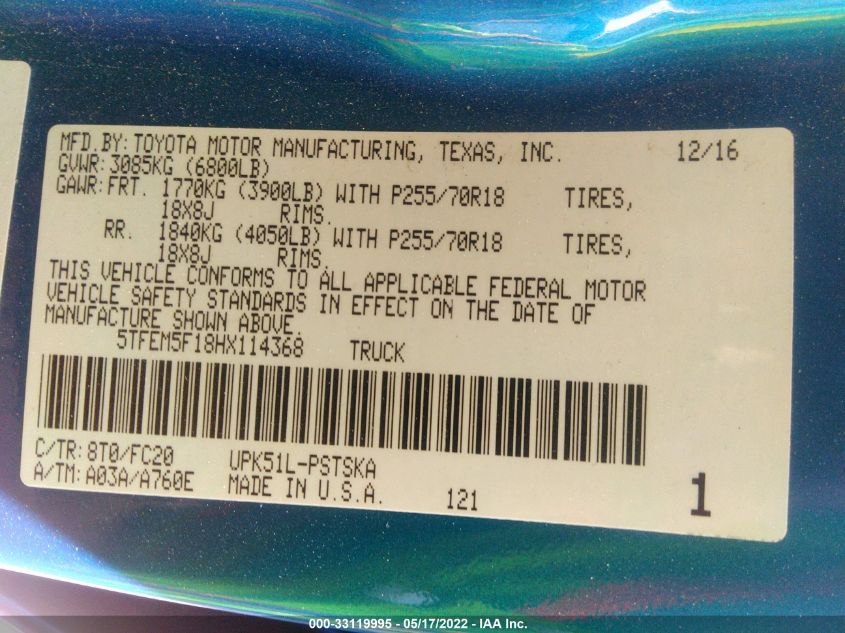 MFD.BY: TOYOTA MOTOR MANUFACTURING, TEXAS, INC. 12/16
GVWR: 3085KG (6800LB)
GAWR: FRT. 1770KG (3900LB) WITH P255/70R18 TIRES,
18X8J RIMS.
RR. 1840KG (4050LB) WITH P255/70R18 TIRES,
18X8J RIMS.
THIS VEHICLE CONFORMS TO ALL APPLICABLE FEDERAL MOTOR
VEHICLE SAFETY STANDARDS IN EFFECT ON THE DATE OF
MANUFACTURE SHOWN ABOVE.
5TFEM5F18HX114368 TRUCK
C/TR: 8T0/FC20 UPK51L-PSTSKA
A/TM: A03A/A760E MADE IN U.S.A. 121 1
000-33119995 - 05/17/2022 - IAA Inc.